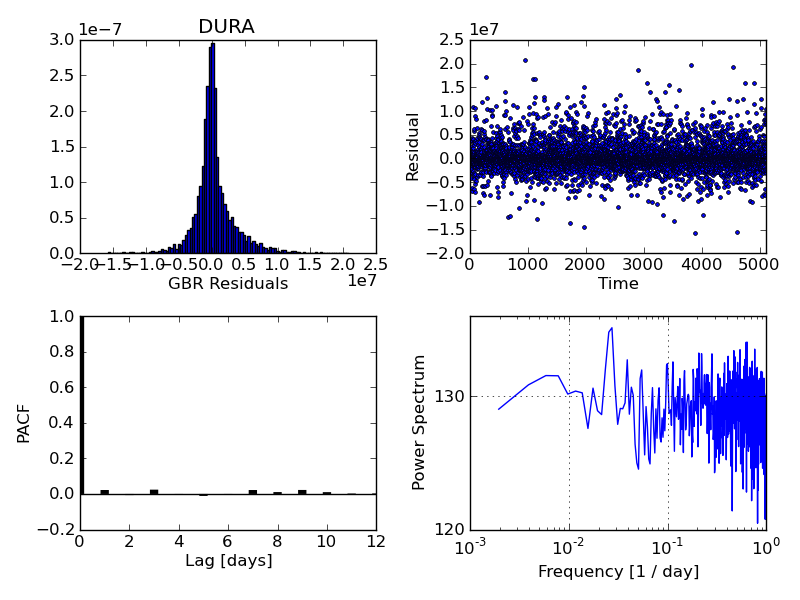 DURA
1e−7
3.0
2.5
2.0
1.5
1.0
0.5
0.0
−2.0 −1.5 −1.0 −0.5 0.0 0.5 1.0 1.5 2.0 2.5
GBR Residuals
1e7
1e7
2.5
2.0
1.5
1.0
0.5
0.0
−0.5
−1.0
−1.5
−2.0
Residual
0 1000 2000 3000 4000 5000
Time
1.0
0.8
0.6
0.4
0.2
0.0
−0.2
PACF
0 2 4 6 8 10 12
Lag [days]
130
120
Power Spectrum
10^-3 10^-2 10^-1 10^0
Frequency [1 / day]